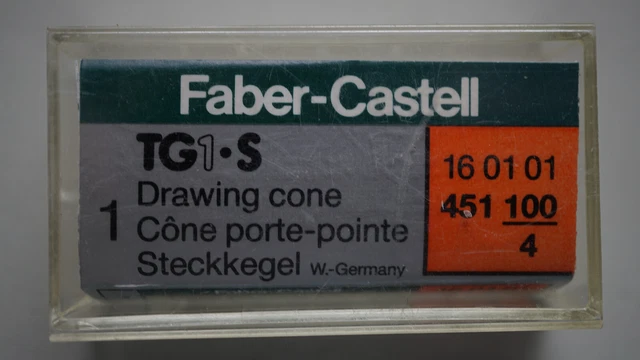 Faber-Castell
TG1·S
1 Drawing cone
Cône porte-pointe
Steckkegel W.-Germany
16 01 01
451 100
4